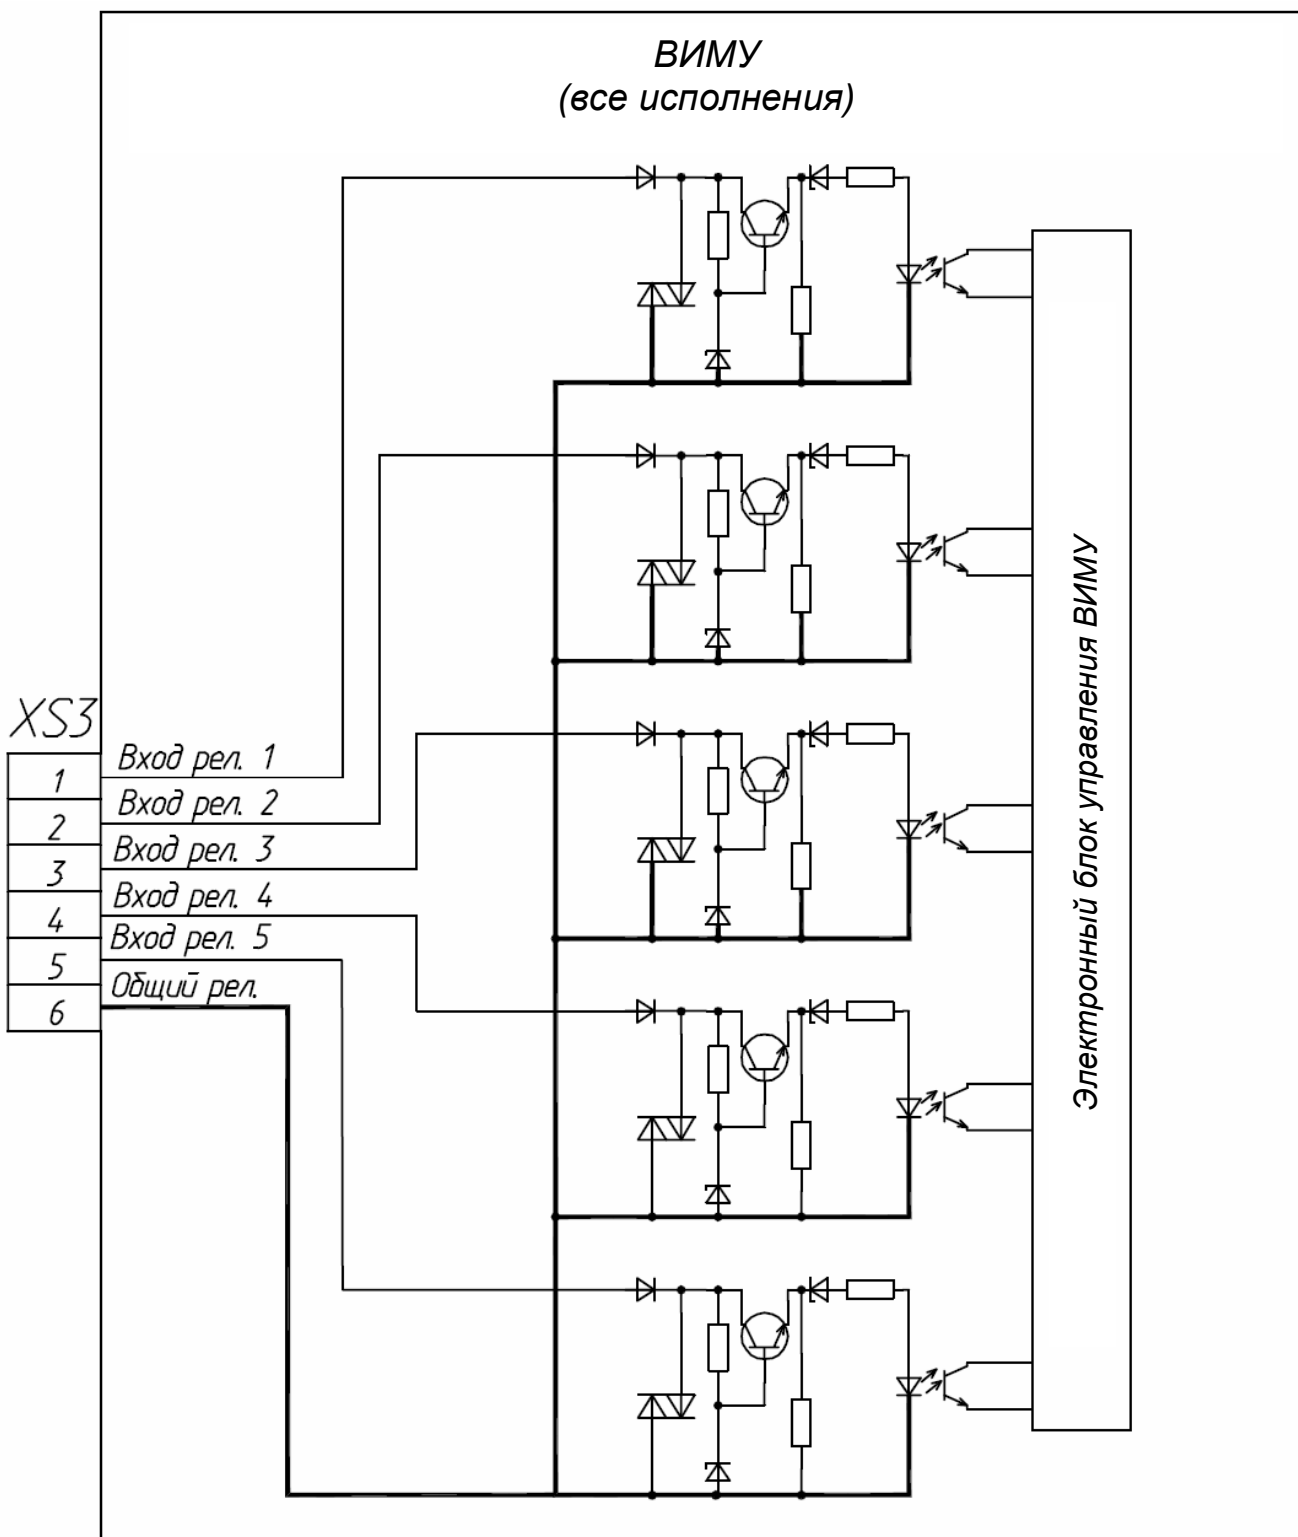 ВИМУ
(все исполнения)
XS3
1 Вход рел. 1
2 Вход рел. 2
3 Вход рел. 3
4 Вход рел. 4
5 Вход рел. 5
6 Общий рел.
Электронный блок управления ВИМУ